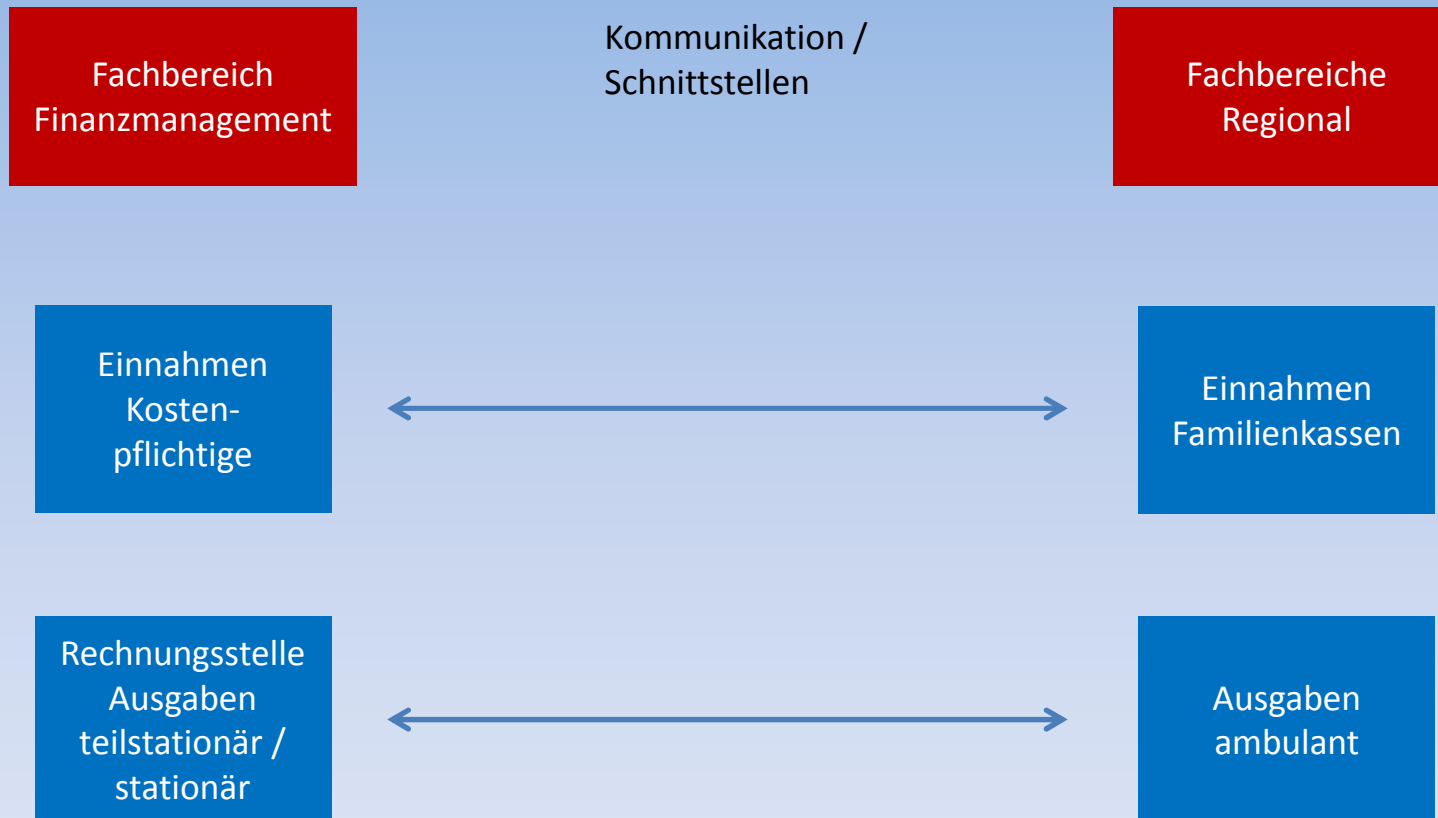 Fachbereich
Finanzmanagement
Kommunikation /
Schnittstellen
Fachbereiche
Regional
Einnahmen
Kosten-
pflichtige
Einnahmen
Familienkassen
Rechnungsstelle
Ausgaben
teilstationär /
stationär
Ausgaben
ambulant